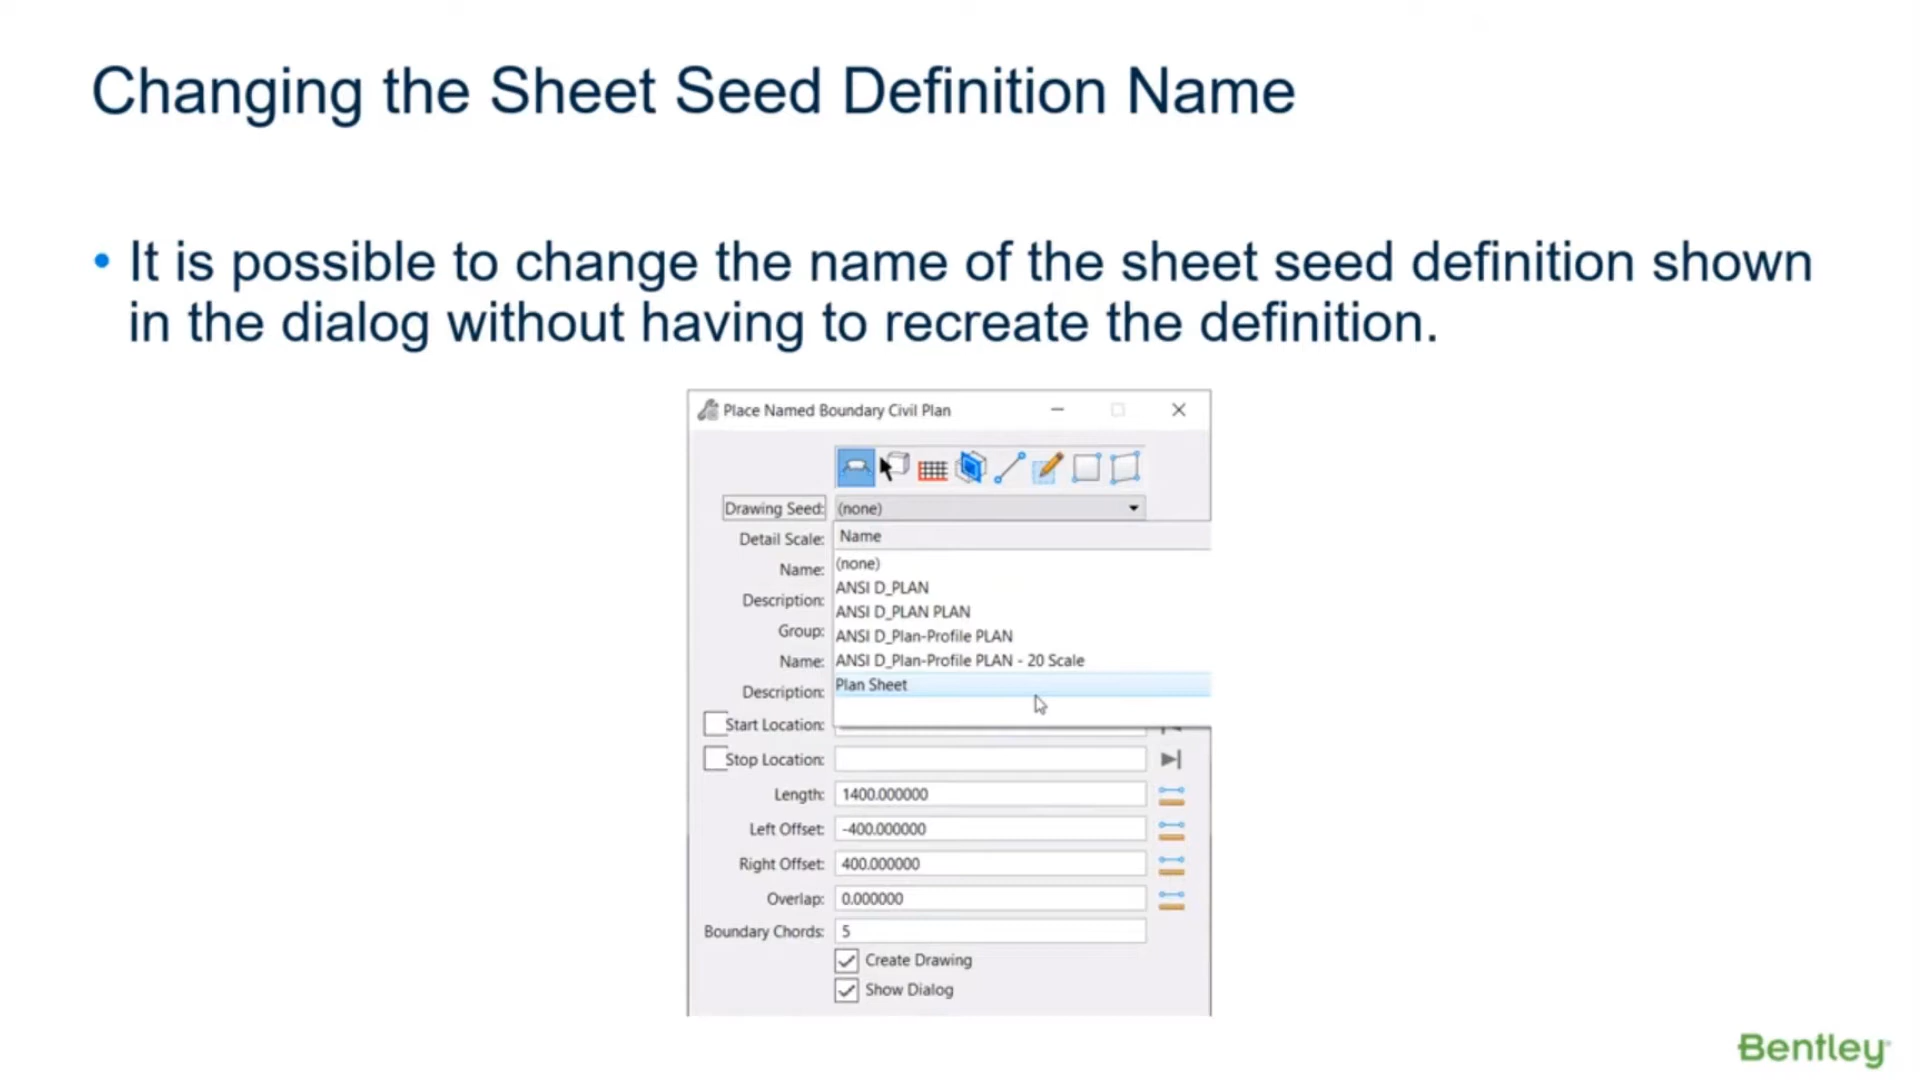 Changing the Sheet Seed Definition Name
• It is possible to change the name of the sheet seed definition shown
in the dialog without having to recreate the definition.
Place Named Boundary Civil Plan
Drawing Seed: (none)
Detail Scale: Name
(none)
Name:
ANSI D_PLAN
Description:
ANSI D_PLAN PLAN
Group:
ANSI D_Plan-Profile PLAN
Name: ANSI D_Plan-Profile PLAN - 20 Scale
Description: Plan Sheet
Start Location:
Stop Location:
Length: 1400.000000
Left Offset: -400.000000
Right Offset: 400.000000
Overlap: 0.000000
Boundary Chords: 5
Create Drawing
Show Dialog
Bentley